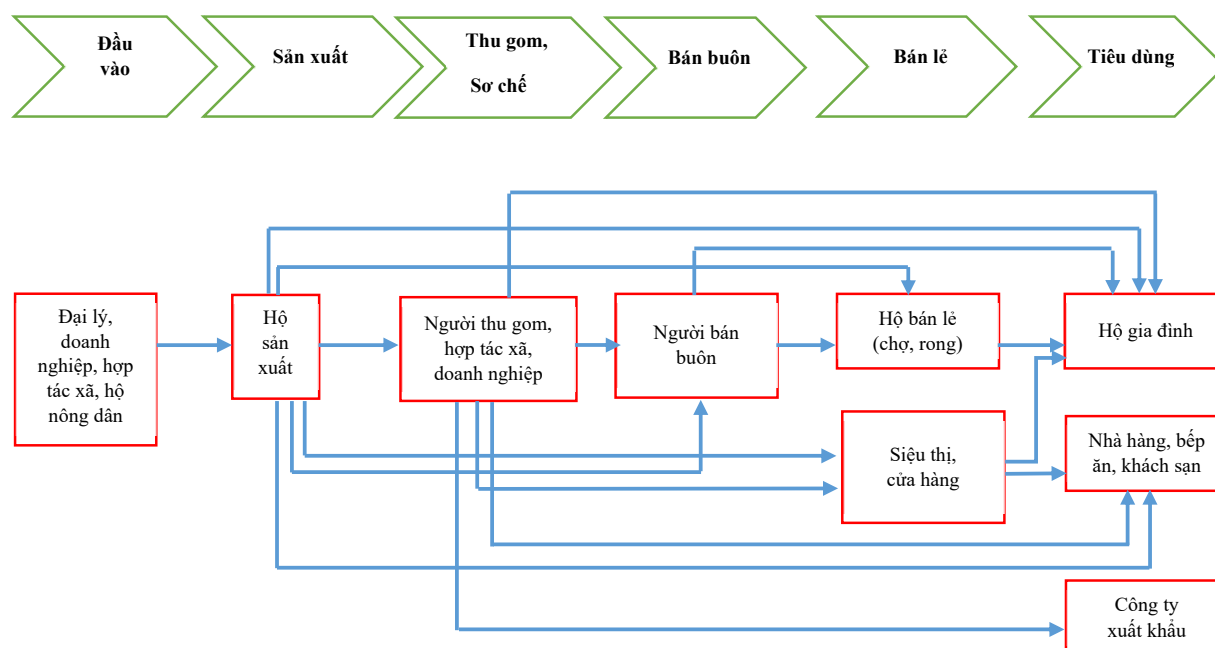 Đầu
vào
Sản xuất
Thu gom,
Sơ chế
Bán buôn
Bán lẻ
Tiêu dùng
Đại lý,
doanh
nghiệp, hợp
tác xã, hộ
nông dân
Hộ
sản
xuất
Người thu gom,
hợp tác xã,
doanh nghiệp
Người bán
buôn
Hộ bán lẻ
(chợ, rong)
Hộ gia đình
Siệu thị,
cửa hàng
Nhà hàng, bếp
ăn, khách sạn
Công ty
xuất khẩu